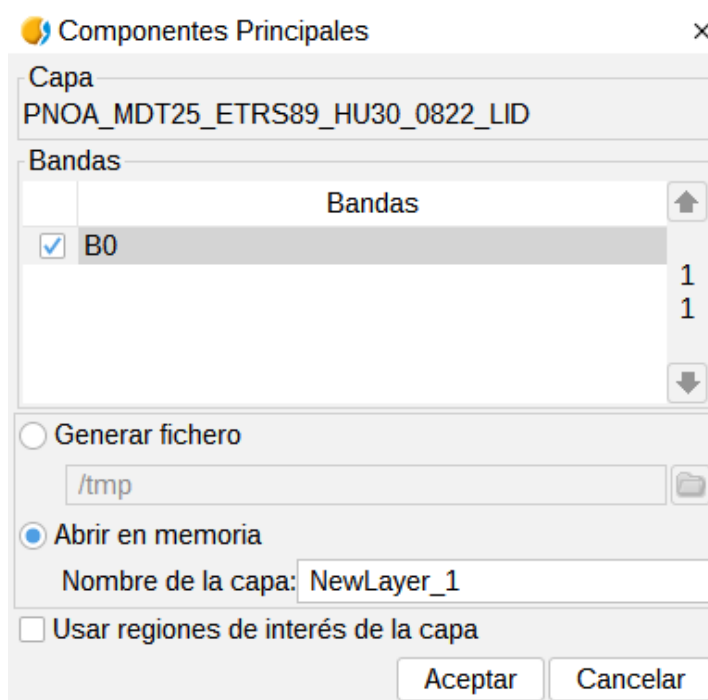 Componentes Principales
Capa
PNOA_MDT25_ETRS89_HU30_0822_LID
Bandas
Bandas
B0
1
1
Generar fichero
/tmp
Abrir en memoria
Nombre de la capa: NewLayer_1
Usar regiones de interés de la capa
Aceptar Cancelar